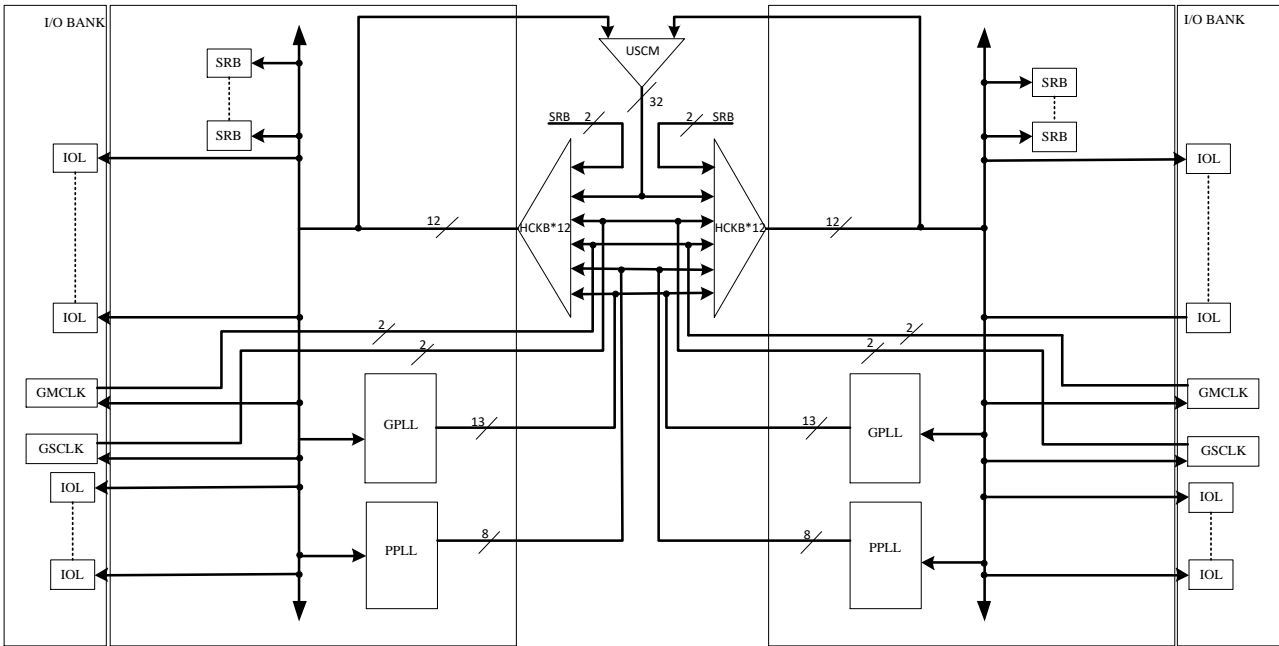 I/O BANK
I/O BANK
USCM
SRB
SRB
32
SRB
SRB
SRB 2
2 SRB
IOL
IOL
12
HCKB*12
HCKB*12
12
IOL
IOL
2
2
2
2
GMCLK
GMCLK
GPLL
13
13
GPLL
GSCLK
GSCLK
IOL
IOL
PPLL
8
8
PPLL
IOL
IOL